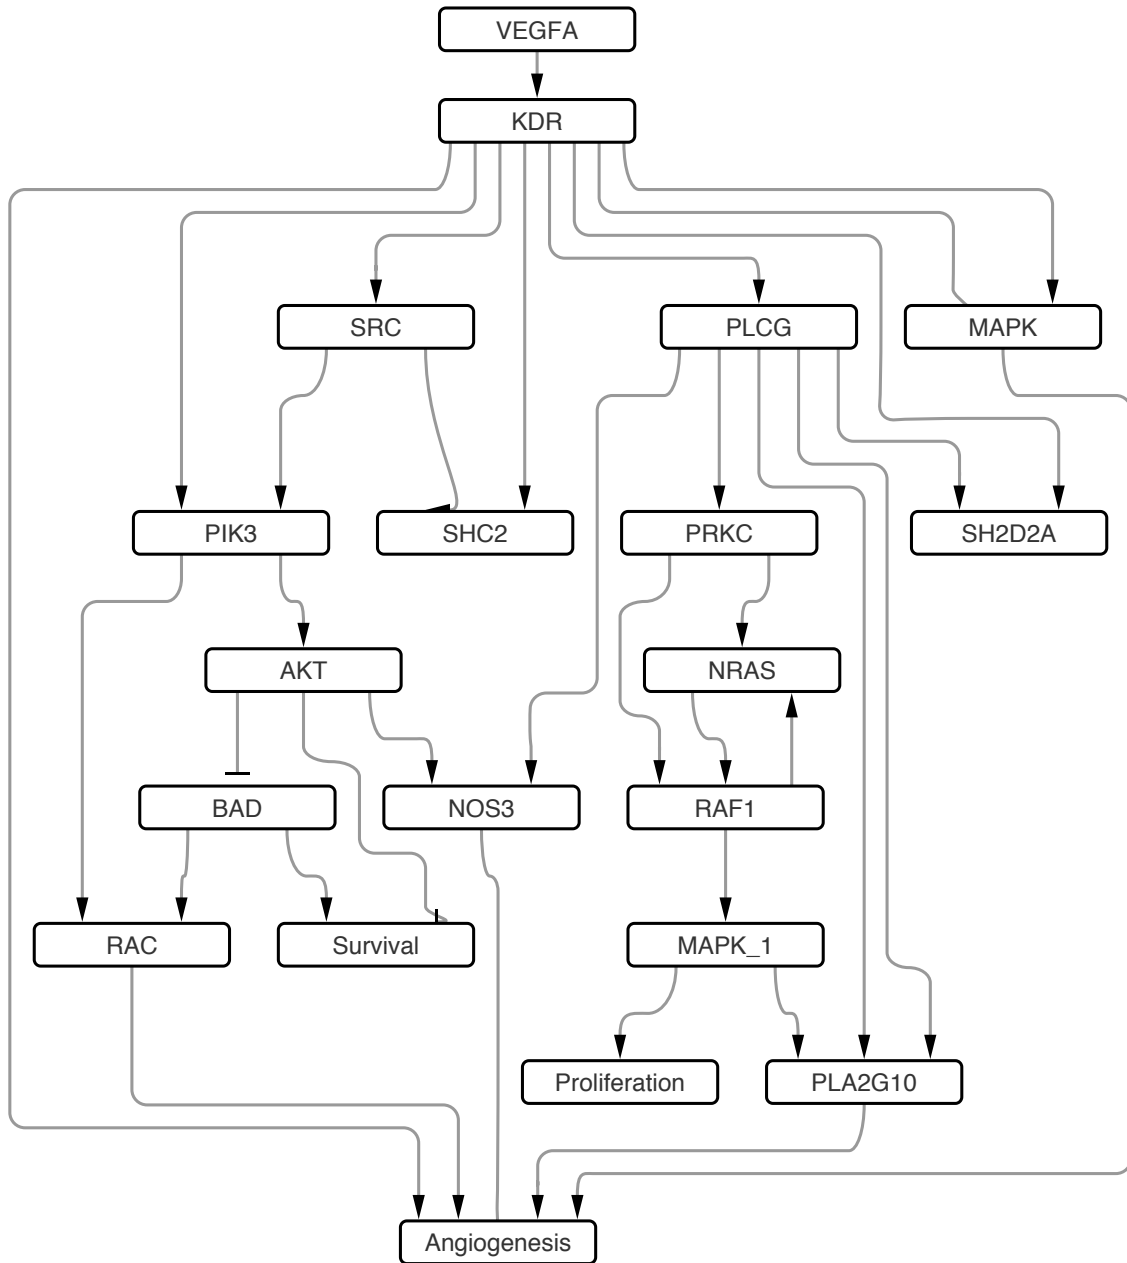 VEGFA
KDR
SRC
PLCG
MAPK
PIK3
SHC2
PRKC
SH2D2A
AKT
NRAS
BAD
NOS3
RAF1
RAC
Survival
MAPK_1
Proliferation
PLA2G10
Angiogenesis